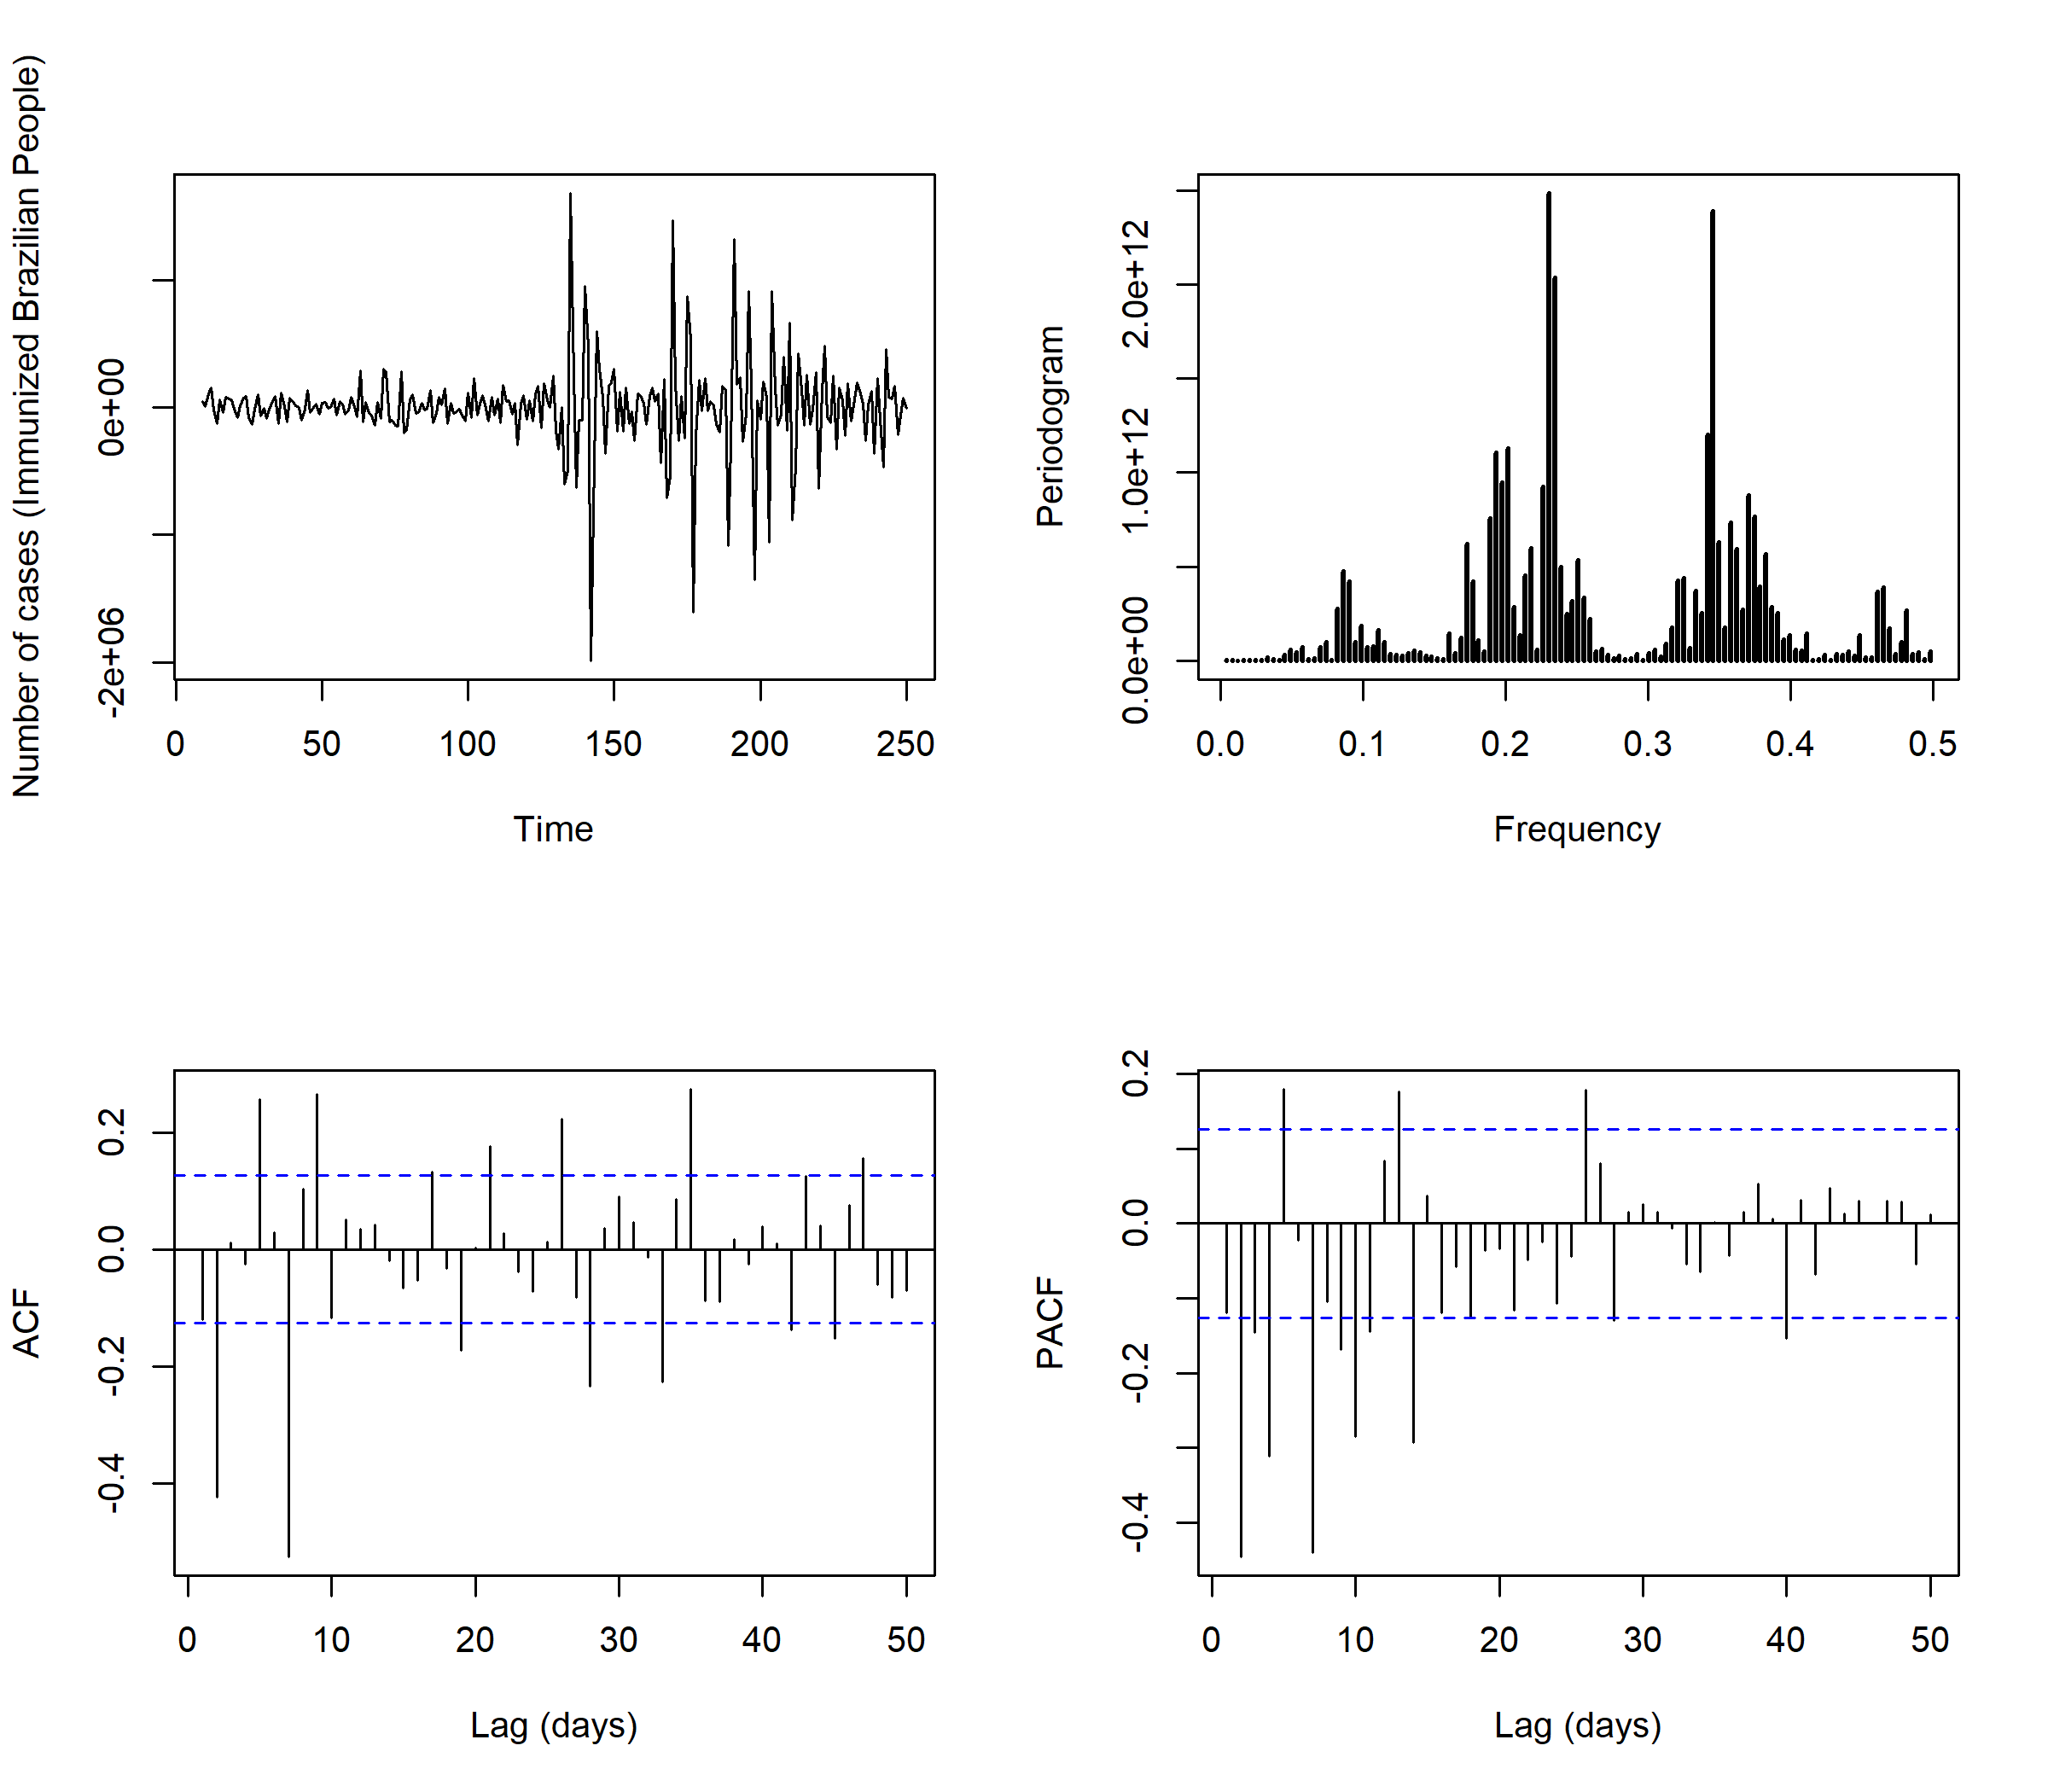 Number of cases (Immunized Brazilian People)
0e+00
-2e+06
0 50 100 150 200 250
Time
Periodogram
2.0e+12
1.0e+12
0.0e+00
0.0 0.1 0.2 0.3 0.4 0.5
Frequency
ACF
0.2
0.0
-0.2
-0.4
0 10 20 30 40 50
Lag (days)
PACF
0.2
0.0
-0.2
-0.4
0 10 20 30 40 50
Lag (days)